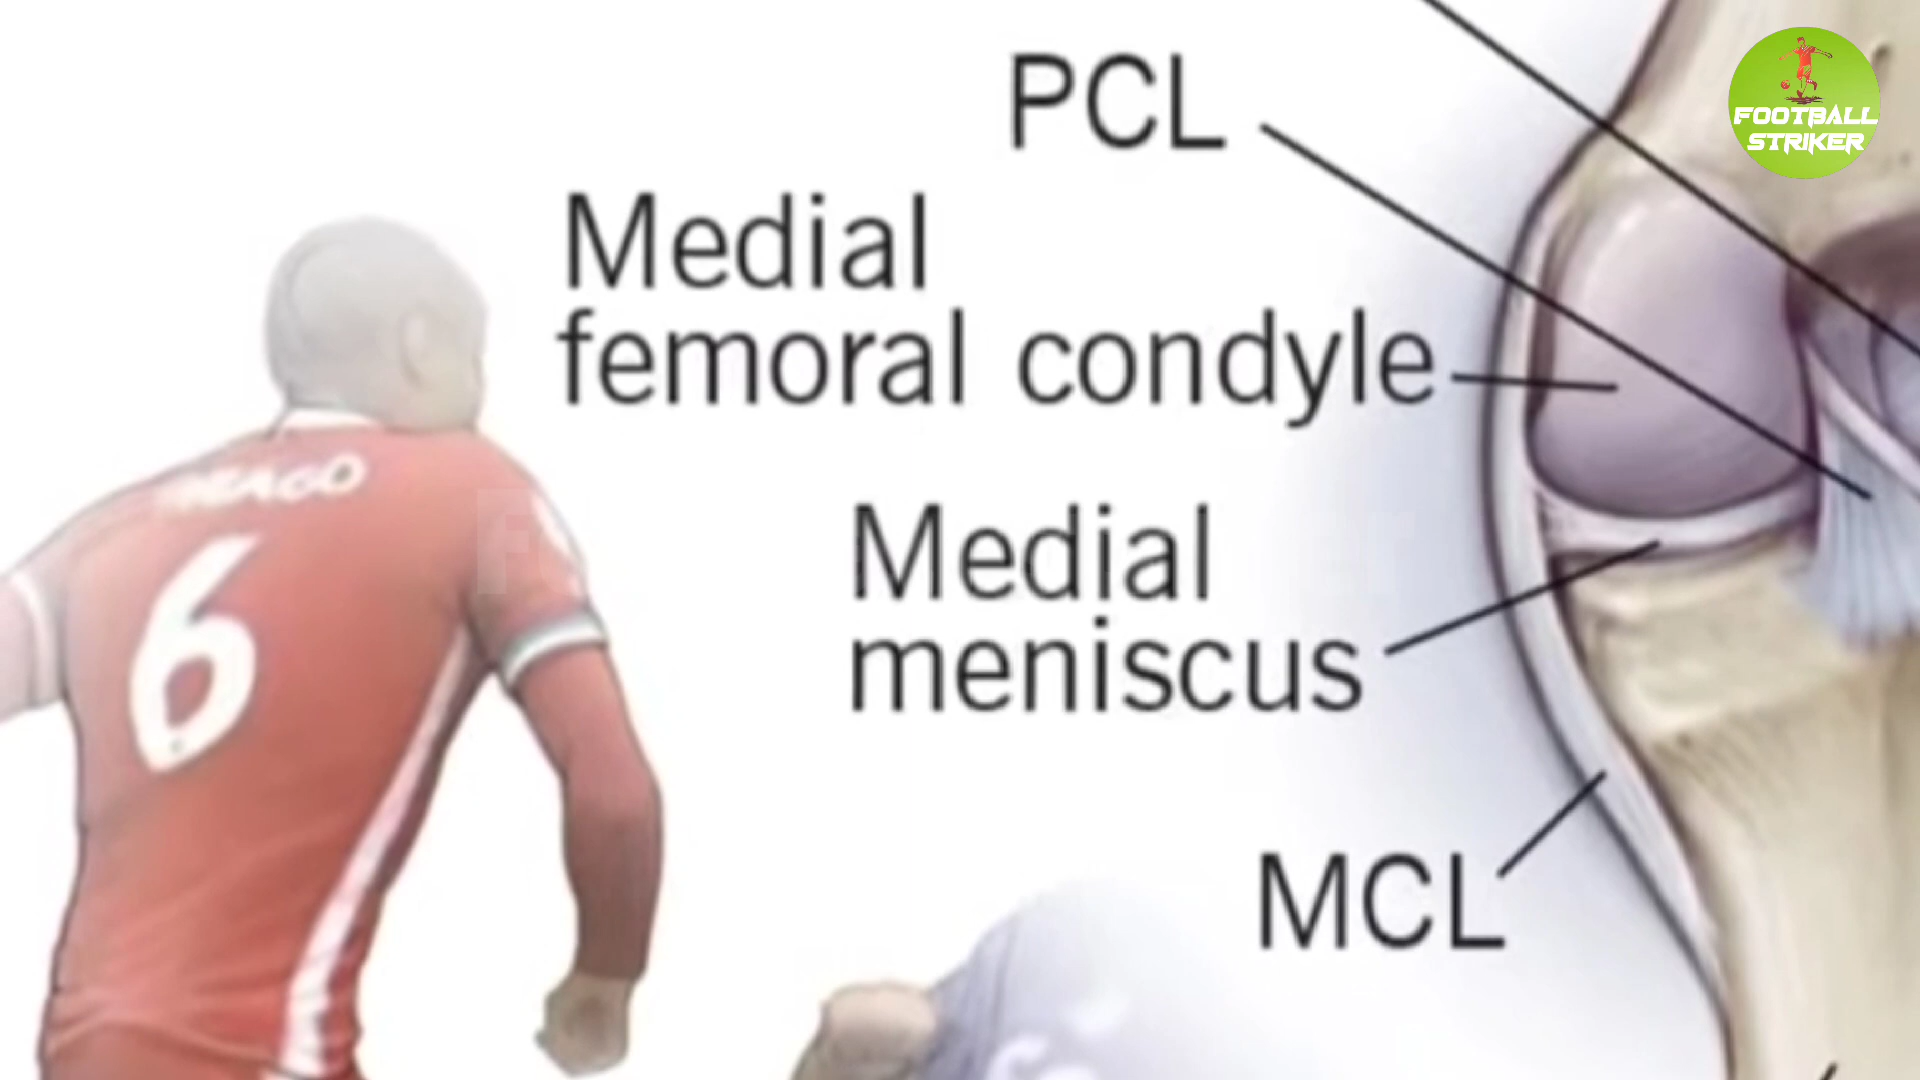 PCL
FOOTBALL
STRIKER
Medial
femoral condyle
6
Medial
meniscus
MCL